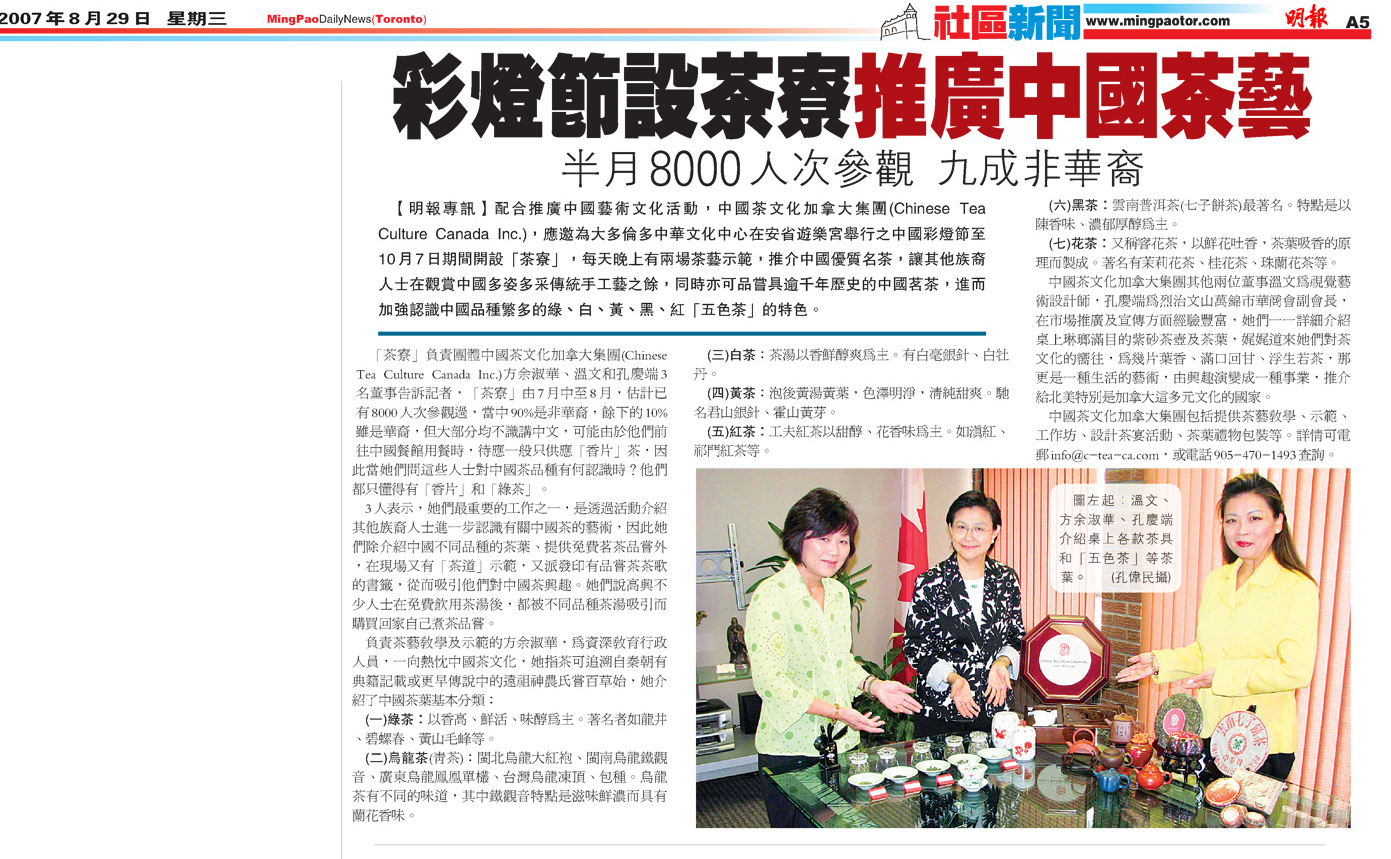 2007年8月29日 星期三
MingPaoDailyNews(Toronto)
社區新聞
www.mingpaotor.com
明報
A5
彩燈節設茶寮推廣中國茶藝
半月8000人次參觀 九成非華裔
【明報專訊】配合推廣中國藝術文化活動，中國茶文化加拿大集團(Chinese Tea
Culture Canada Inc.)，應邀為大多倫多中華文化中心在安省遊樂宮舉行之中國彩燈節至
10月7日期間開設「茶寮」，每天晚上有兩場茶藝示範，推介中國優質名茶，讓其他族裔
人士在觀賞中國多姿多采傳統手工藝之餘，同時亦可品嘗具逾千年歷史的中國茗茶，進而
加強認識中國品種繁多的綠、白、黃、黑、紅「五色茶」的特色。
「茶寮」負責團體中國茶文化加拿大集團(Chinese
Tea Culture Canada Inc.)方余淑華、溫文和孔慶端3
名董事告訴記者，「茶寮」由7月中至8月，估計已
有8000人次參觀過，當中90%是非華裔，餘下的10%
雖是華裔，但大部分均不識講中文，可能由於他們前
往中國餐館用餐時，待應一般只供應「香片」茶，因
此當她們問這些人士對中國茶品種有何認識時？他們
都只懂得有「香片」和「綠茶」。
3人表示，她們最重要的工作之一，是透過活動介紹
其他族裔人士進一步認識有關中國茶的藝術，因此她
們除介紹中國不同品種的茶葉、提供免費茗茶品嘗外
，在現場又有「茶道」示範，又派發印有品嘗茶茶歌
的書籤，從而吸引他們對中國茶興趣。她們說高興不
少人士在免費飲用茶湯後，都被不同品種茶湯吸引而
購買回家自己煮茶品嘗。
負責茶藝敎學及示範的方余淑華，爲資深敎育行政
人員，一向熱忱中國茶文化，她指茶可追溯自秦朝有
典籍記載或更早傳說中的遠祖神農氏嘗百草始，她介
紹了中國茶葉基本分類：
(一)綠茶：以香高、鮮活、味醇爲主。著名者如龍井
、碧螺春、黃山毛峰等。
(二)烏龍茶(靑茶)：閩北烏龍大紅袍、閩南烏龍鐵觀
音、廣東烏龍鳳凰單欉、台灣烏龍凍頂、包種。烏龍
茶有不同的味道，其中鐵觀音特點是滋味鮮濃而具有
蘭花香味。
(三)白茶：茶湯以香鮮醇爽爲主。有白毫銀針、白牡
丹。
(四)黃茶：泡後黃湯黃葉，色澤明淨，淸純甜爽。馳
名君山銀針、霍山黃芽。
(五)紅茶：工夫紅茶以甜醇、花香味爲主。如滇紅、
祁門紅茶等。
(六)黑茶：雲南普洱茶(七子餅茶)最著名。特點是以
陳香味、濃郁厚醇爲主。
(七)花茶：又稱窨花茶，以鮮花吐香，茶葉吸香的原
理而製成。著名有茉莉花茶、桂花茶、珠蘭花茶等。
中國茶文化加拿大集團其他兩位董事溫文爲視覺藝
術設計師，孔慶端爲烈治文山萬錦市華商會副會長，
在市場推廣及宣傳方面經驗豐富，她們一一詳細介紹
桌上琳瑯滿目的紫砂茶壺及茶葉，娓娓道來她們對茶
文化的嚮往，爲幾片葉香、滿口回甘、浮生若茶，那
更是一種生活的藝術，由興趣演變成一種事業，推介
給北美特別是加拿大這多元文化的國家。
中國茶文化加拿大集團包括提供茶藝敎學、示範、
工作坊、設計茶宴活動、茶葉禮物包裝等。詳情可電
郵info@c-tea-ca.com，或電話905-470-1493查詢。
圖左起：溫文、
方余淑華、孔慶端
介紹桌上各款茶具
和「五色茶」等茶
葉。 (孔偉民攝)
雲南七子餅茶